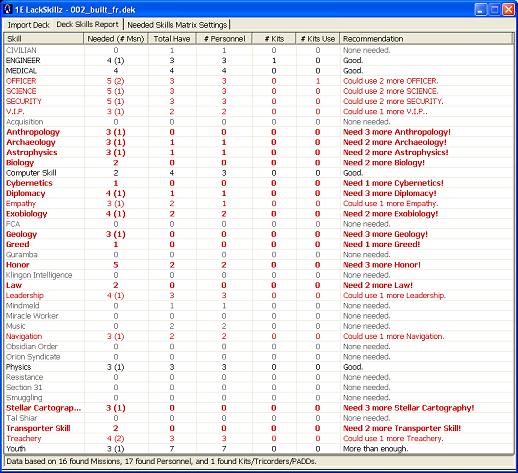 1E LackSkillz - 002_built_fr.dek
Import Deck Deck Skills Report Needed Skills Matrix Settings
Skill Needed (# Msn) Total Have # Personnel # Kits # Kits Use Recommendation
CIVILIAN 0 1 1 0 0 None needed.
ENGINEER 4 (1) 3 3 1 0 Good.
MEDICAL 4 4 4 0 0 Good.
OFFICER 5 (2) 3 3 0 1 Could use 2 more OFFICER.
SCIENCE 5 (1) 3 3 0 0 Could use 2 more SCIENCE.
SECURITY 5 (1) 3 3 0 0 Could use 2 more SECURITY.
V.I.P. 3 (1) 2 2 0 0 Could use 1 more V.I.P..
Acquisition 0 0 0 0 0 None needed.
Anthropology 3 (1) 0 0 0 0 Need 3 more Anthropology!
Archaeology 3 (1) 1 1 0 0 Need 2 more Archaeology!
Astrophysics 3 (1) 1 1 0 0 Need 2 more Astrophysics!
Biology 2 0 0 0 0 Need 2 more Biology!
Computer Skill 2 4 3 0 0 Good.
Cybernetics 1 0 0 0 0 Need 1 more Cybernetics!
Diplomacy 4 (1) 1 1 0 0 Need 3 more Diplomacy!
Empathy 3 (1) 2 1 0 0 Could use 1 more Empathy.
Exobiology 4 (1) 2 2 0 0 Need 2 more Exobiology!
FCA 0 0 0 0 0 None needed.
Geology 3 (1) 0 0 0 0 Need 3 more Geology!
Greed 1 0 0 0 0 Need 1 more Greed!
Guramba 0 0 0 0 0 None needed.
Honor 5 2 2 0 0 Need 3 more Honor!
Klingon Intelligence 0 0 0 0 0 None needed.
Law 2 0 0 0 0 Need 2 more Law!
Leadership 4 (1) 3 3 0 0 Could use 1 more Leadership.
Mindmeld 0 1 1 0 0 None needed.
Miracle Worker 0 0 0 0 0 None needed.
Music 0 2 2 0 0 None needed.
Navigation 3 (1) 2 2 0 0 Could use 1 more Navigation.
Obsidian Order 0 0 0 0 0 None needed.
Orion Syndicate 0 0 0 0 0 None needed.
Physics 3 (1) 3 3 0 0 Good.
Resistance 0 0 0 0 0 None needed.
Section 31 0 0 0 0 0 None needed.
Smuggling 0 0 0 0 0 None needed.
Stellar Cartograp... 3 (1) 0 0 0 0 Need 3 more Stellar Cartography!
Tal Shiar 0 0 0 0 0 None needed.
Transporter Skill 2 0 0 0 0 Need 2 more Transporter Skill!
Treachery 4 (2) 3 3 0 0 Could use 1 more Treachery.
Youth 3 (1) 7 7 0 0 More than enough.
Data based on 16 found Missions, 17 found Personnel, and 1 found Kits/Tricorders/PADDs.